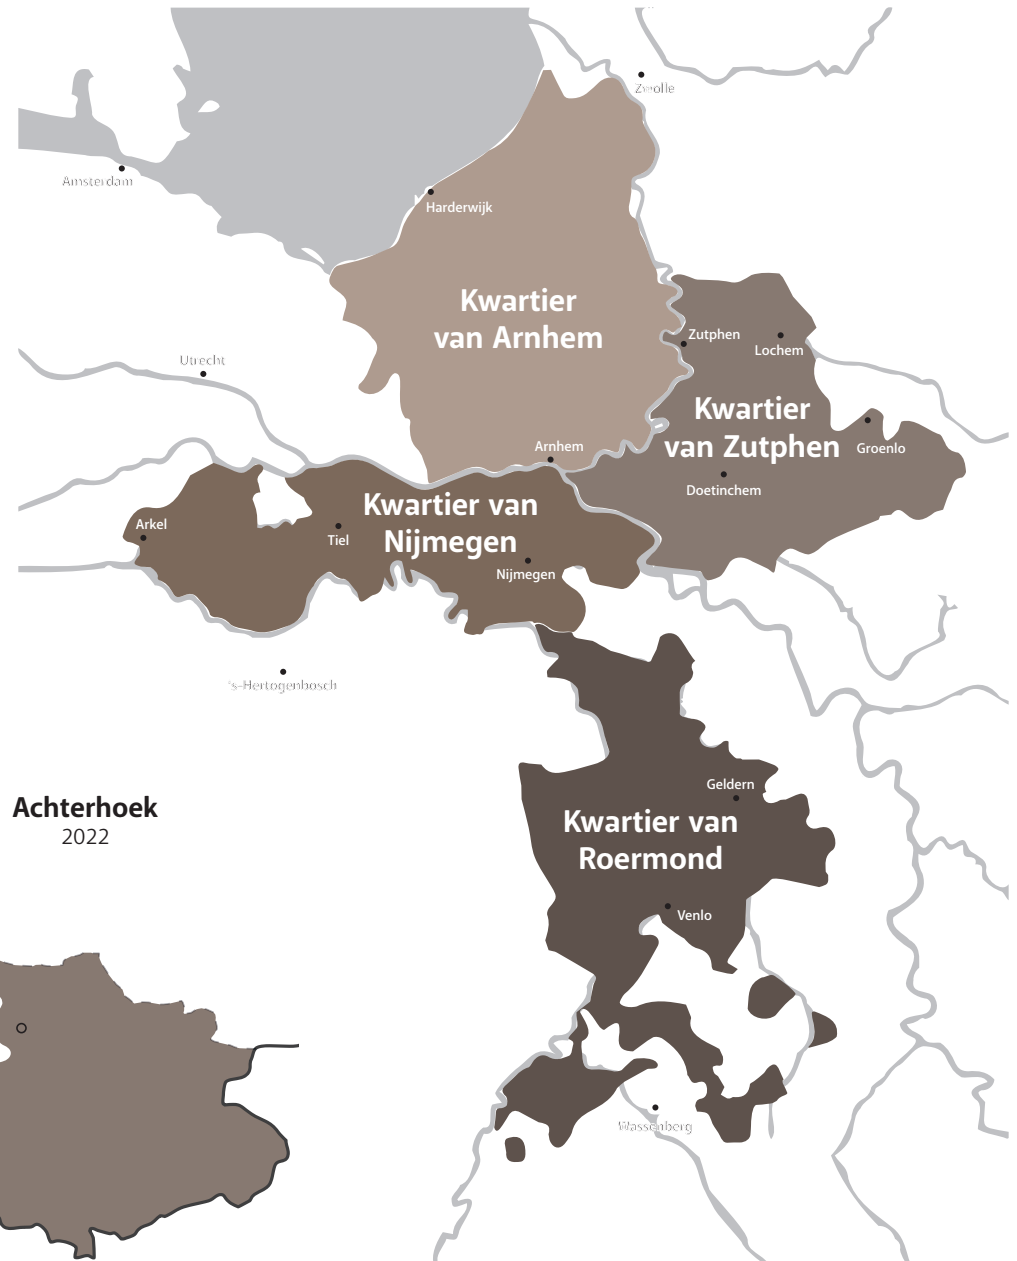 Zwolle
Amsterdam
Harderwijk
Kwartier
van Arnhem
Zutphen
Lochem
Utrecht
Kwartier
van Zutphen
Groenlo
Arnhem
Doetinchem
Kwartier van
Nijmegen
Arkel
Tiel
Nijmegen
's-Hertogenbosch
Geldern
Achterhoek
2022
Kwartier van
Roermond
Venlo
Wassenberg